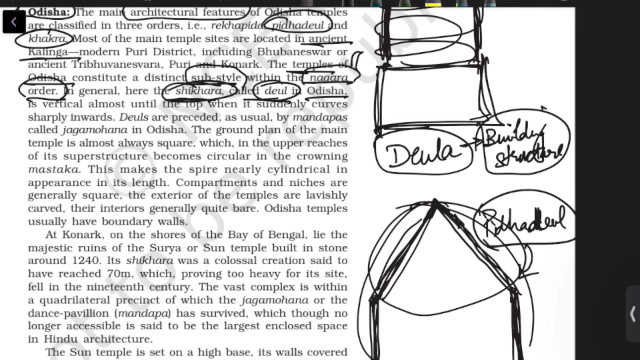 Odisha: The main architectural features of Odisha temples
are classified in three orders, i.e., rekhapida, pidhadeul and
khakra. Most of the main temple sites are located in ancient
Kalinga—modern Puri District, including Bhubaneswar or
ancient Tribhuvanesvara, Puri and Konark. The temples of
Odisha constitute a distinct sub-style within the nagara
order. In general, here the shikhara, called deul in Odisha,
is vertical almost until the top when it suddenly curves
sharply inwards. Deuls are preceded, as usual, by mandapas
called jagamohana in Odisha. The ground plan of the main
temple is almost always square, which, in the upper reaches
of its superstructure becomes circular in the crowning
mastaka. This makes the spire nearly cylindrical in
appearance in its length. Compartments and niches are
generally square, the exterior of the temples are lavishly
carved, their interiors generally quite bare. Odisha temples
usually have boundary walls.
At Konark, on the shores of the Bay of Bengal, lie the
majestic ruins of the Surya or Sun temple built in stone
around 1240. Its shikhara was a colossal creation said to
have reached 70m, which, proving too heavy for its site,
fell in the nineteenth century. The vast complex is within
a quadrilateral precinct of which the jagamohana or the
dance-pavilion (mandapa) has survived, which though no
longer accessible is said to be the largest enclosed space
in Hindu architecture.
The Sun temple is set on a high base, its walls covered
Deula → Building
structure
Pidhadeul